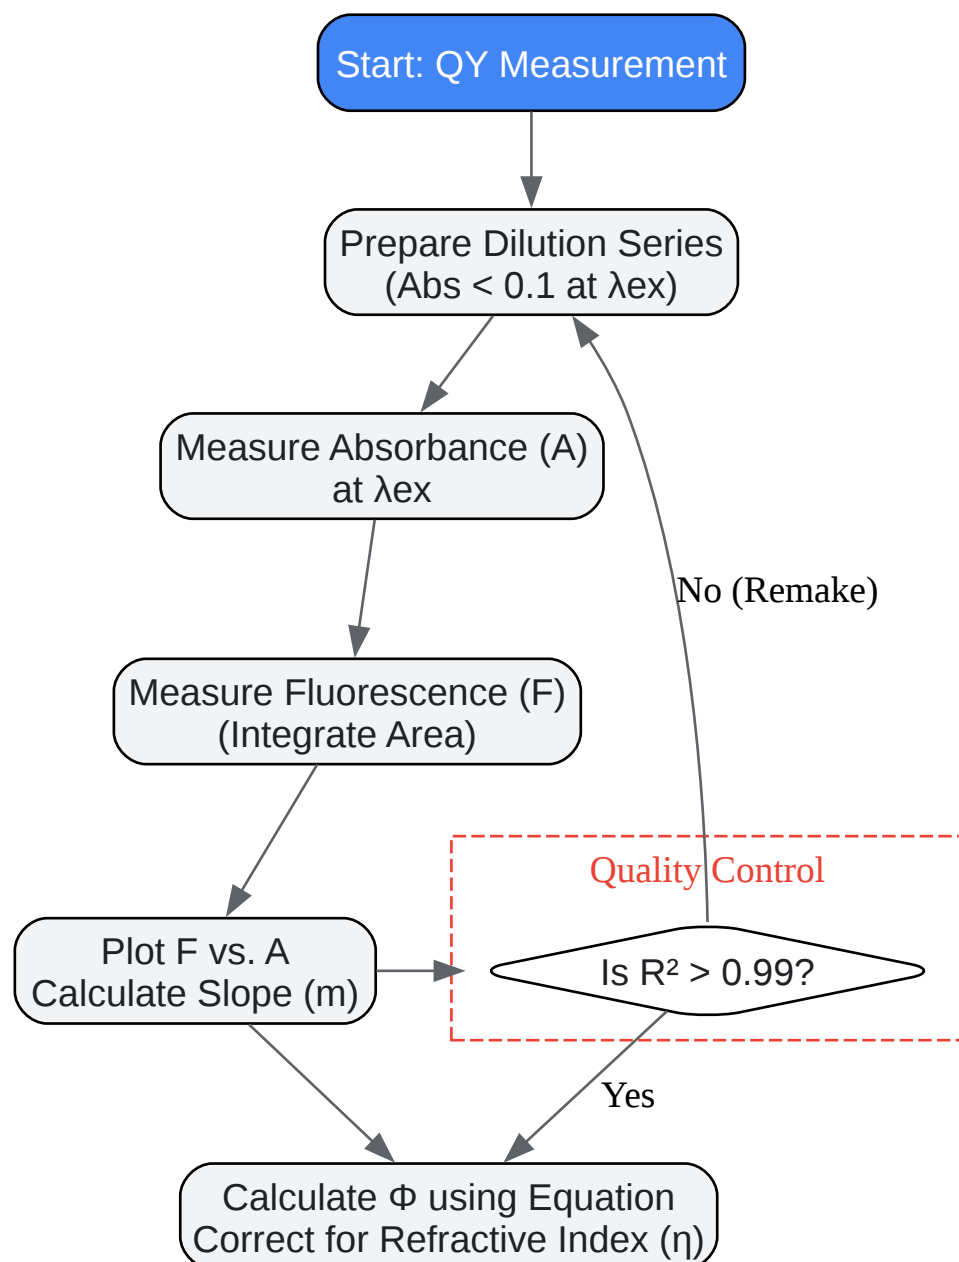 Start: QY Measurement
Prepare Dilution Series
(Abs < 0.1 at λex)
Measure Absorbance (A)
at λex
No (Remake)
Measure Fluorescence (F)
(Integrate Area)
Quality Control
Plot F vs. A
Calculate Slope (m)
Is R² > 0.99?
Yes
Calculate Φ using Equation
Correct for Refractive Index (η)